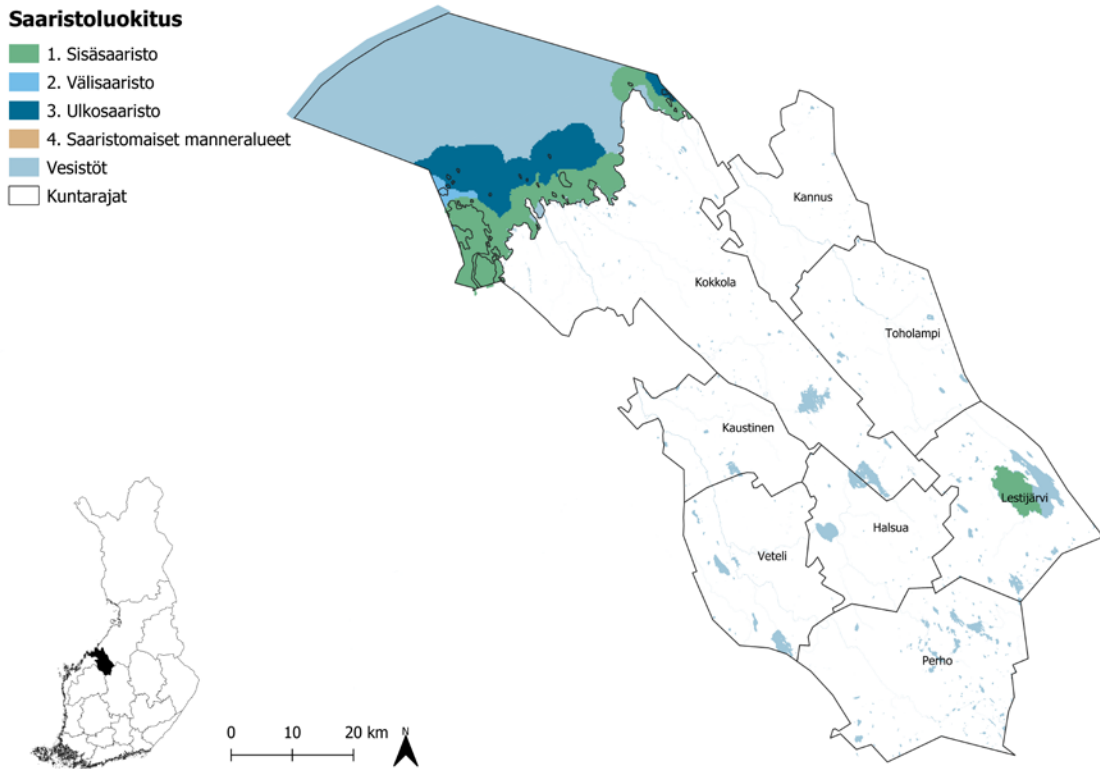 Saaristoluokitus
1. Sisäsaaristo
2. Välisaaristo
3. Ulkosaaristo
4. Saaristomaiset manneralueet
Vesistöt
Kuntarajat
Kannus
Kokkola
Toholampi
Kaustinen
Lestijärvi
Halsua
Veteli
Perho
0 10 20 km
N